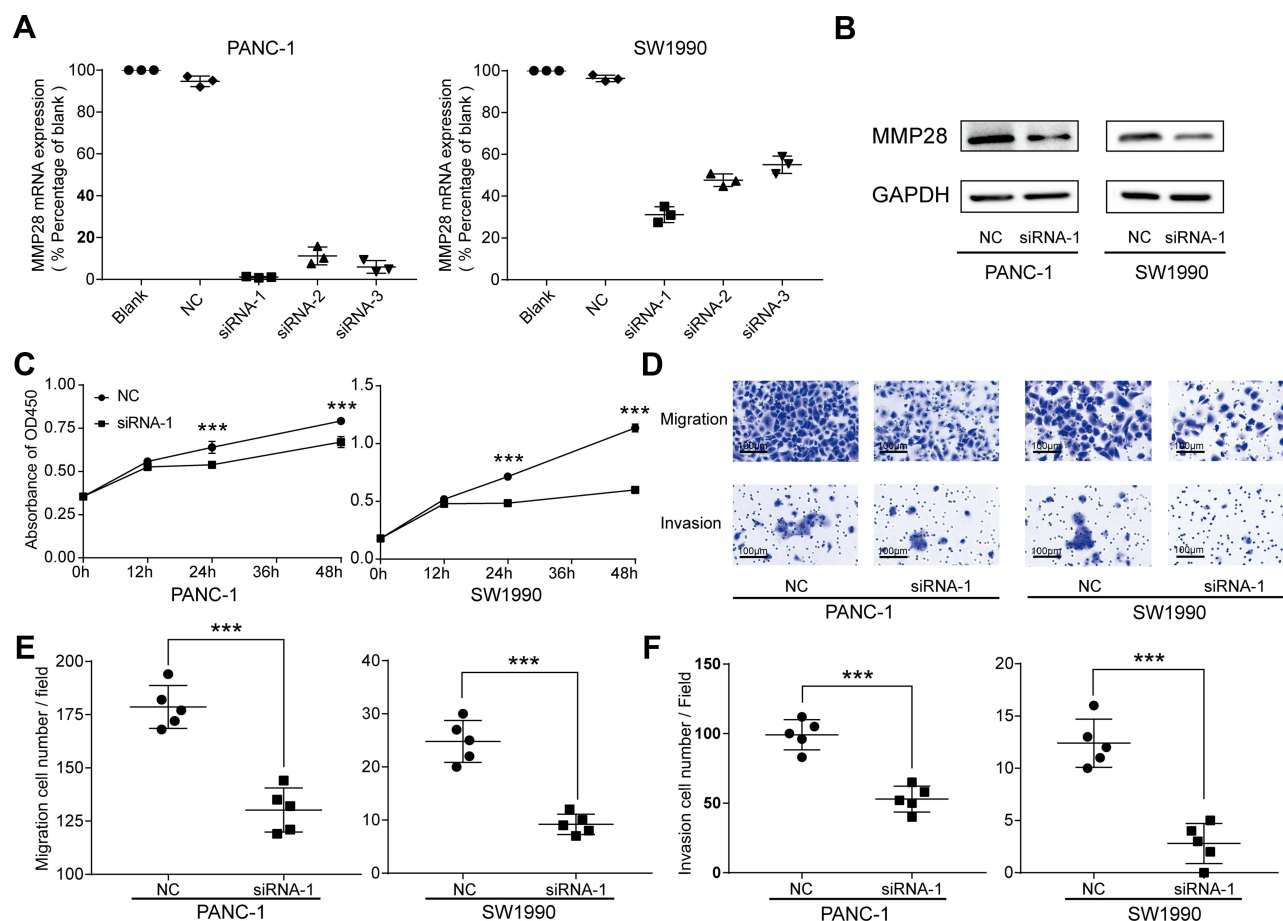 A
PANC-1
MMP28 mRNA expression
( % Percentage of blank )
100
80
60
40
20
0
Blank
NC
siRNA-1
siRNA-2
siRNA-3
SW1990
MMP28 mRNA expression
( % Percentage of blank )
100
80
60
40
20
0
Blank
NC
siRNA-1
siRNA-2
siRNA-3
B
MMP28
GAPDH
NC siRNA-1 NC siRNA-1
PANC-1 SW1990
C
Absorbance of OD450
1.00
0.75
0.50
0.25
0.00
NC
siRNA-1
*** ***
0h 12h 24h 36h 48h
PANC-1
1.5
1.0
0.5
0.0
*** ***
0h 12h 24h 36h 48h
SW1990
D
Migration
100μm 100μm 100μm 100μm
Invasion
100μm 100μm 100μm 100μm
NC siRNA-1 NC siRNA-1
PANC-1 SW1990
E
Migration cell number / field
200
175
150
125
100
***
NC siRNA-1
PANC-1
40
30
20
10
0
***
NC siRNA-1
SW1990
F
Invasion cell number / Field
150
100
50
0
***
NC siRNA-1
PANC-1
20
15
10
5
0
***
NC siRNA-1
SW1990